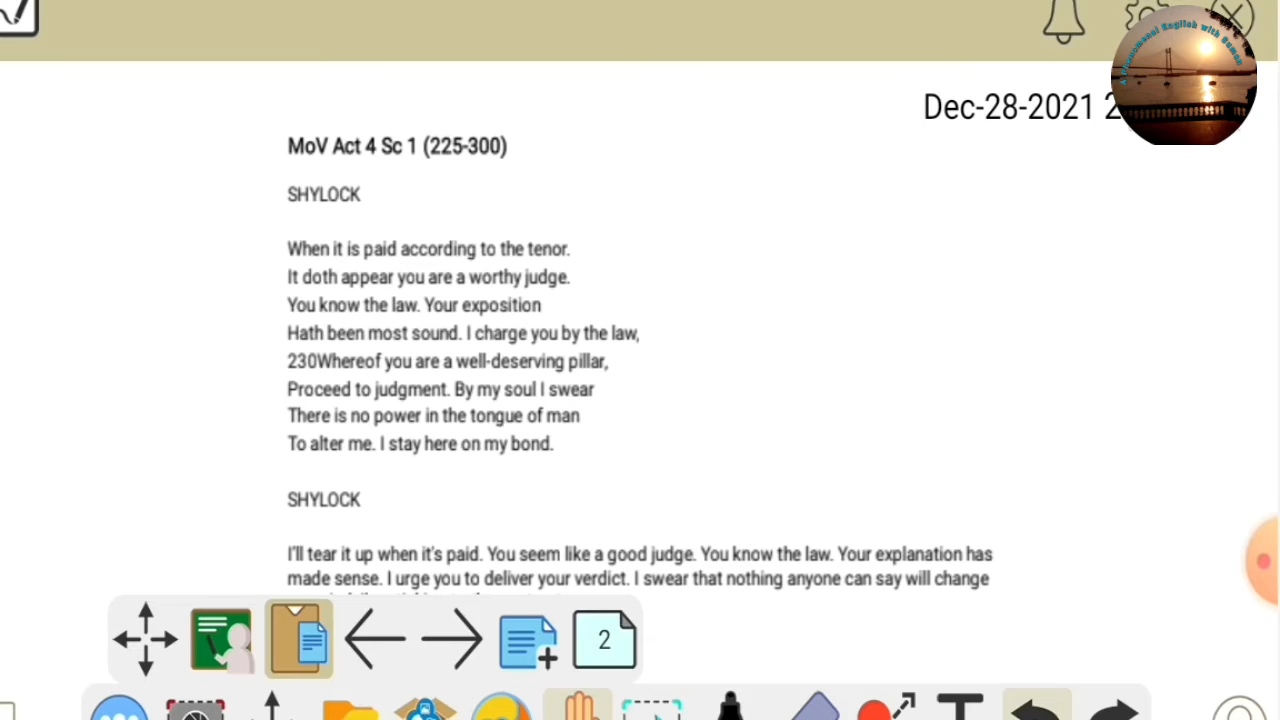 A Phenomenal English with Suman
Dec-28-2021 2
MoV Act 4 Sc 1 (225-300)
SHYLOCK
When it is paid according to the tenor.
It doth appear you are a worthy judge.
You know the law. Your exposition
Hath been most sound. I charge you by the law,
230Whereof you are a well-deserving pillar,
Proceed to judgment. By my soul I swear
There is no power in the tongue of man
To alter me. I stay here on my bond.
SHYLOCK
I'll tear it up when it's paid. You seem like a good judge. You know the law. Your explanation has
made sense. I urge you to deliver your verdict. I swear that nothing anyone can say will change
2
T